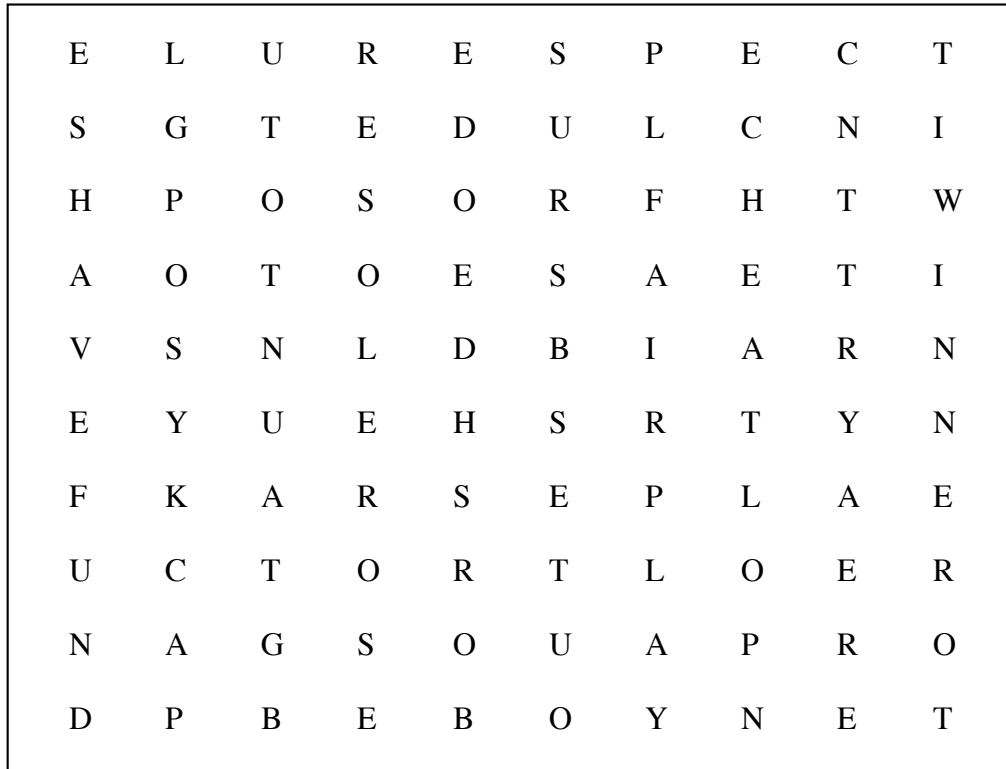 E L U R E S P E C T
S G T E D U L C N I
H P O S O R F H T W
A O T O E S A E T I
V S N L D B I A R N
E Y U E H S R T Y N
F K A R S E P L A E
U C T O R T L O E R
N A G S O U A P R O
D P B E B O Y N E T